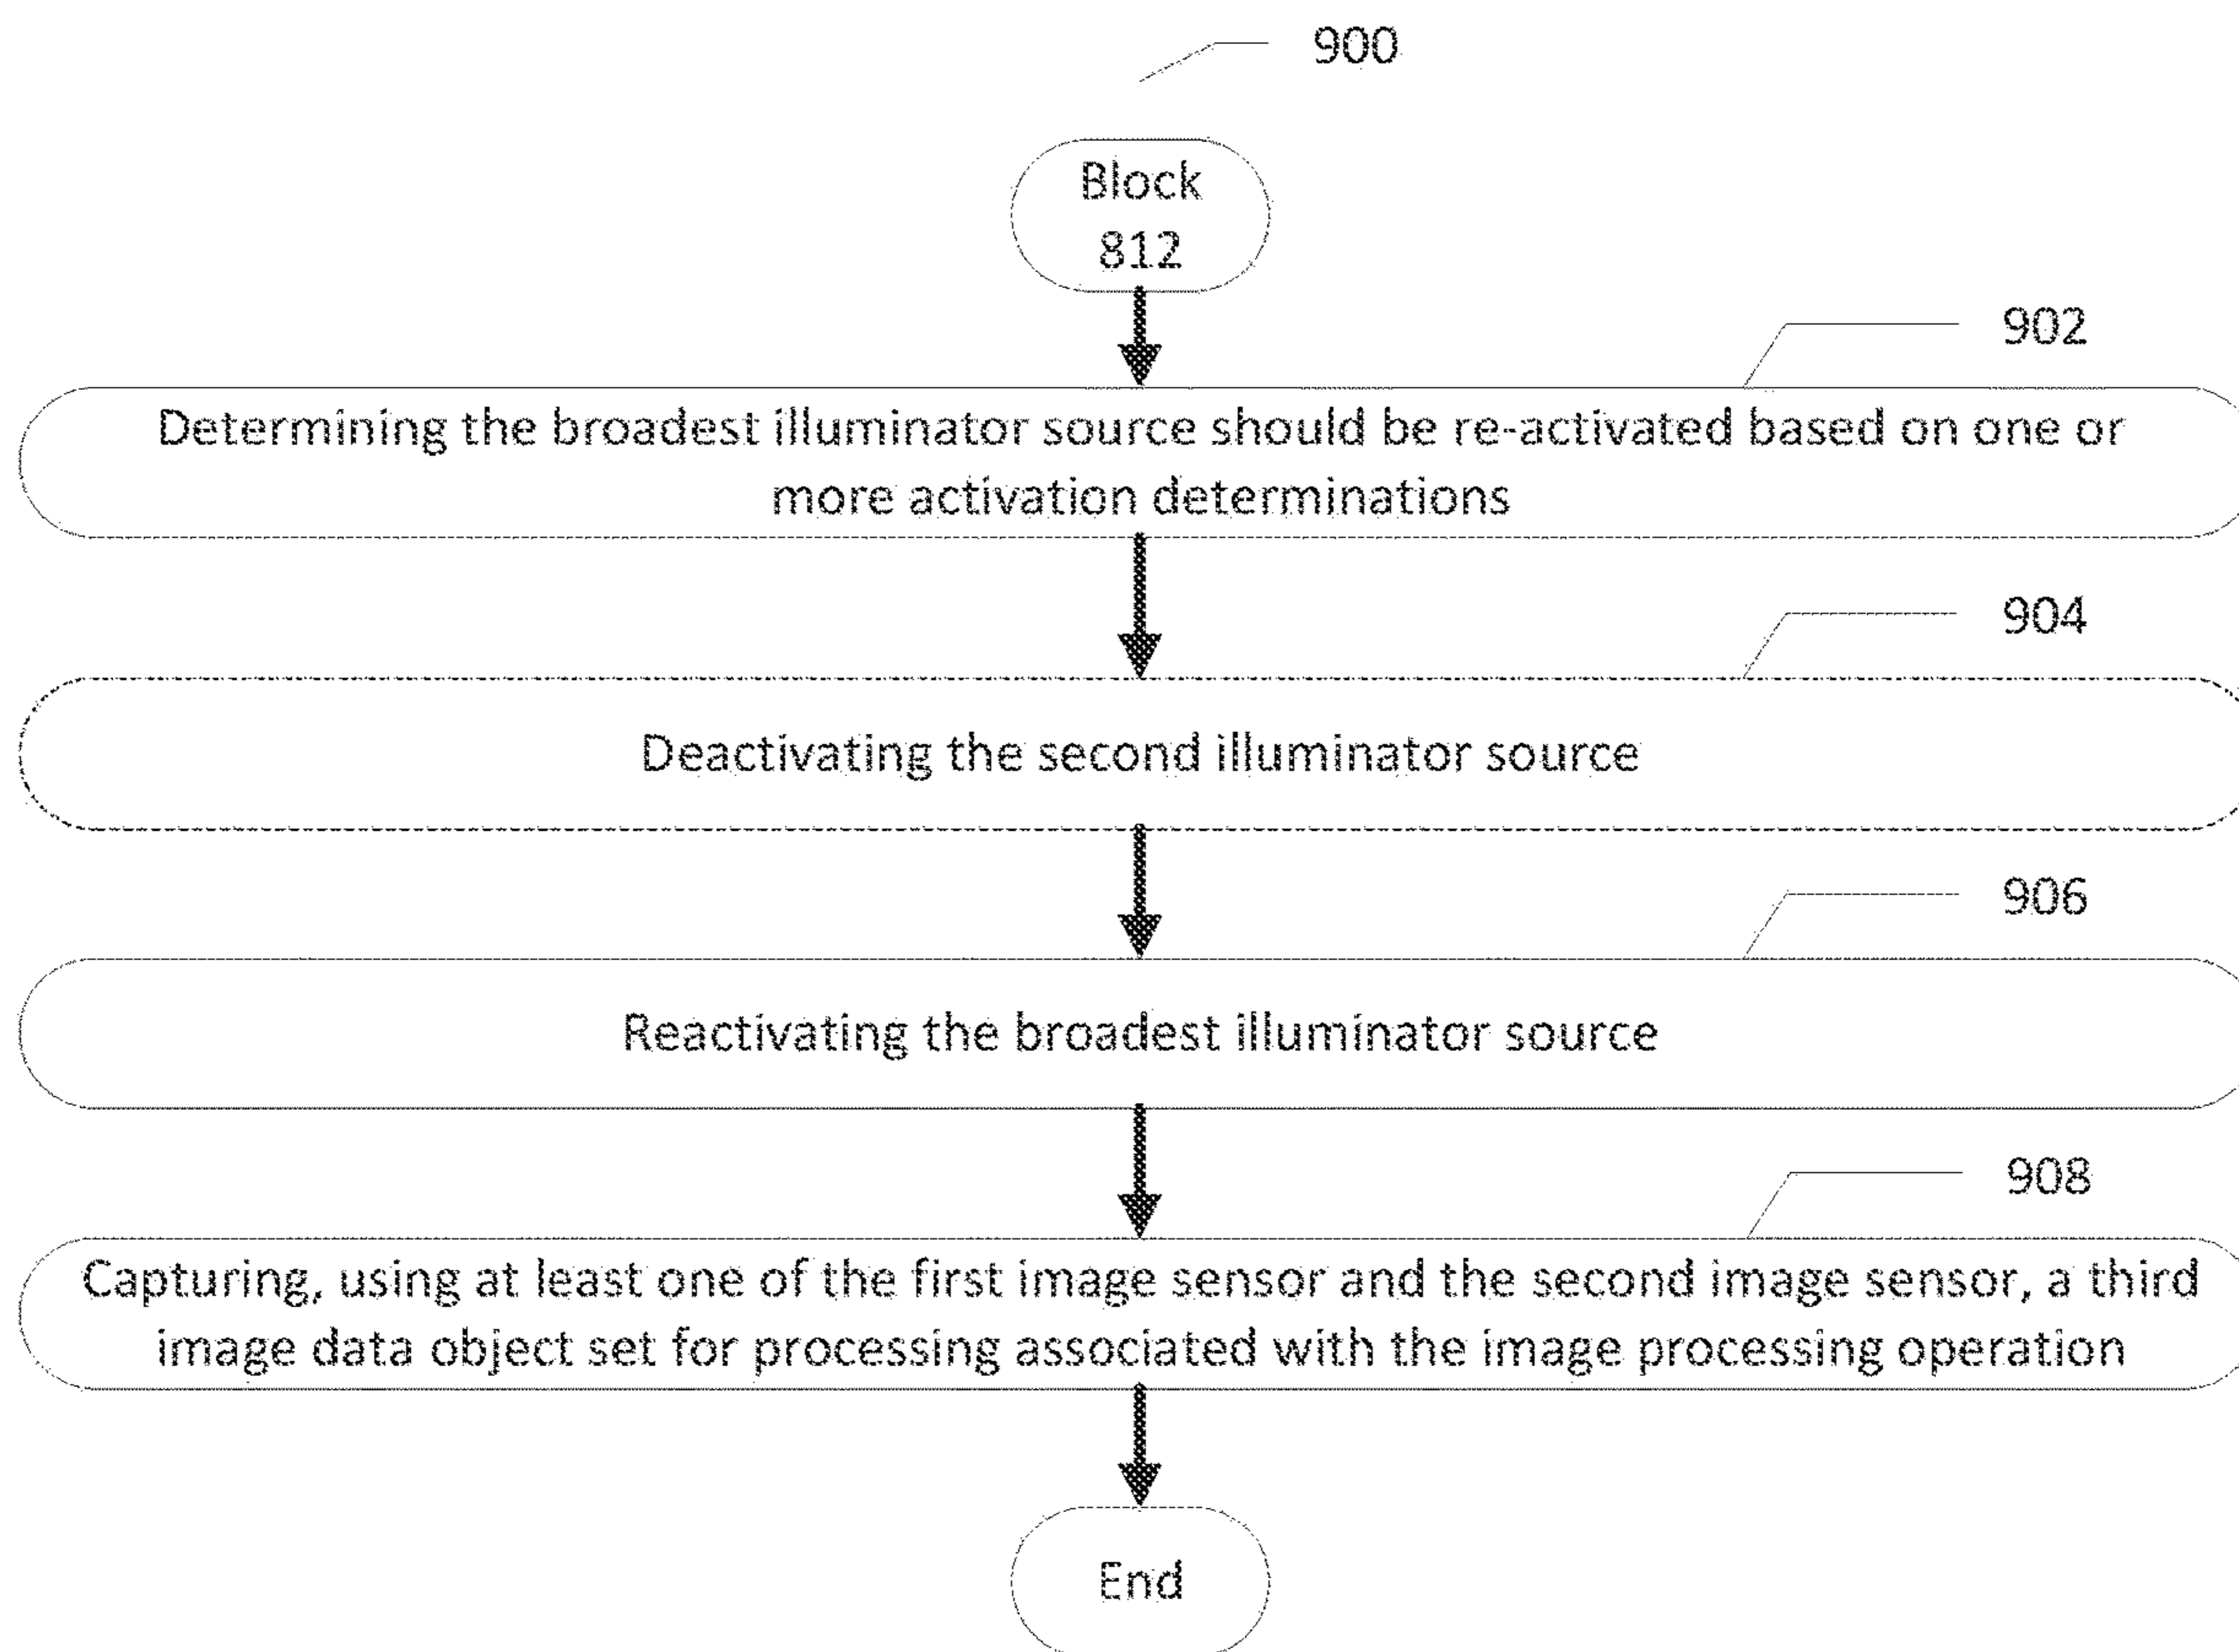 900
Block
812
902
Determining the broadest illuminator source should be re-activated based on one or
more activation determinations
904
Deactivating the second illuminator source
906
Reactivating the broadest illuminator source
908
Capturing, using at least one of the first image sensor and the second image sensor, a third
image data object set for processing associated with the image processing operation
End